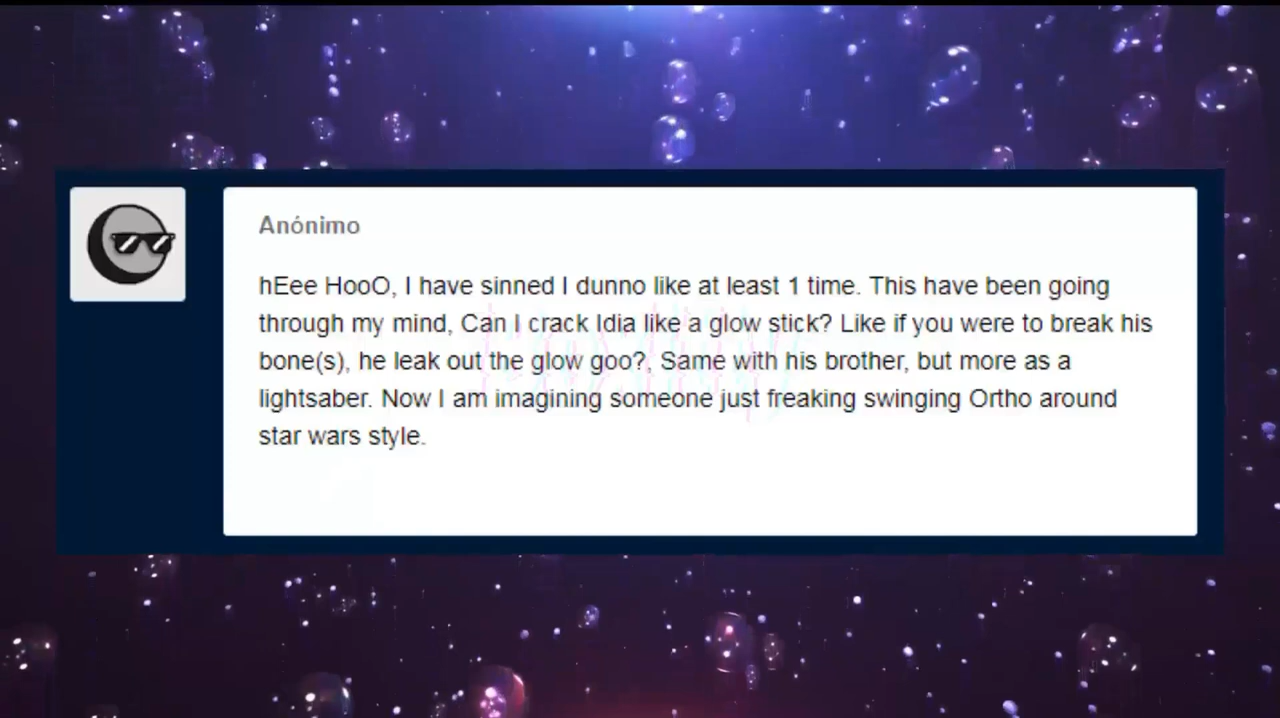 Anónimo
hEee HooO, I have sinned I dunno like at least 1 time. This have been going
through my mind, Can I crack Idia like a glow stick? Like if you were to break his
bone(s), he leak out the glow goo?, Same with his brother, but more as a
lightsaber. Now I am imagining someone just freaking swinging Ortho around
star wars style.